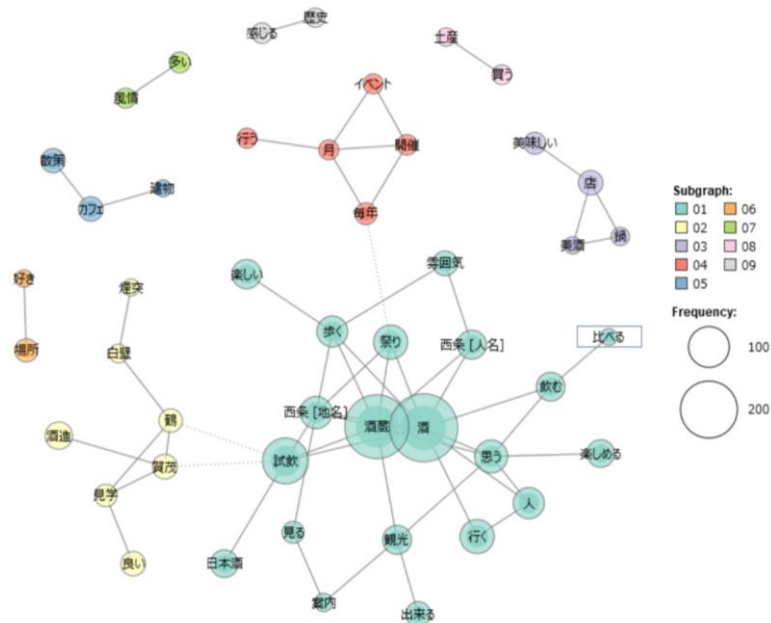 歴史
感じる
土産
買う
多い
風情
イベント
行う
月
開催
毎年
美味しい
店
美酒
鍋
散策
カフェ
建物
Subgraph:
01 06
02 07
03 08
04 09
05
Frequency:
100
200
好き
場所
煙突
白壁
鶴
酒造
賀茂
見学
良い
楽しい
雰囲気
歩く
祭り
西条 [人名]
比べる
飲む
西条 [地名]
酒蔵
酒
試飲
思う
楽しめる
人
見る
観光
行く
日本酒
案内
出来る